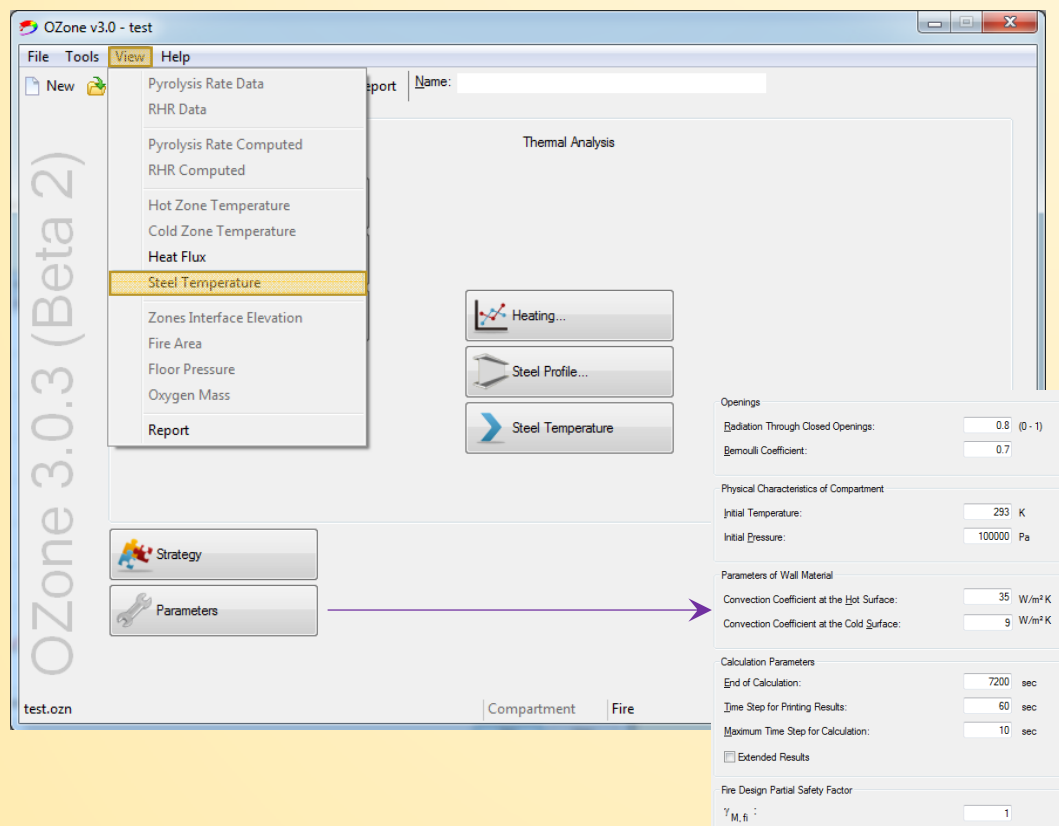 OZone v3.0 - test
File Tools View Help
New
eport
Name:
Pyrolysis Rate Data
RHR Data
Pyrolysis Rate Computed
RHR Computed
Hot Zone Temperature
Cold Zone Temperature
Heat Flux
Steel Temperature
Zones Interface Elevation
Fire Area
Floor Pressure
Oxygen Mass
Report
OZone 3.0.3 (Beta 2)
Thermal Analysis
Heating...
Steel Profile...
Steel Temperature
Strategy
Parameters
test.ozn
Compartment
Fire
Openings
Radiation Through Closed Openings: 0.8 (0 - 1)
Bernoulli Coefficient: 0.7
Physical Characteristics of Compartment
Initial Temperature: 293 K
Initial Pressure: 100000 Pa
Parameters of Wall Material
Convection Coefficient at the Hot Surface: 35 W/m²K
Convection Coefficient at the Cold Surface: 9 W/m²K
Calculation Parameters
End of Calculation: 7200 sec
Time Step for Printing Results: 60 sec
Maximum Time Step for Calculation: 10 sec
Extended Results
Fire Design Partial Safety Factor
γ M, fi : 1